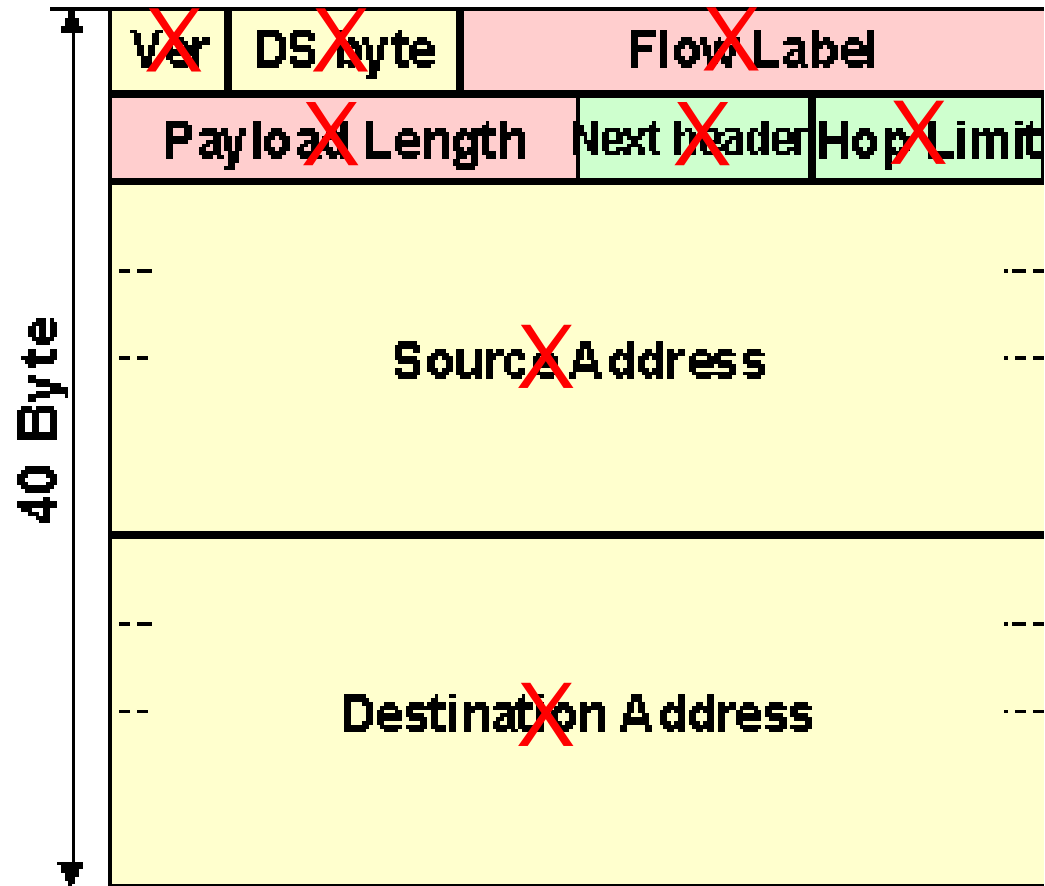 Ver DS byte Flow Label
Payload Length Next header Hop Limit
Source Address
Destination Address
40 Byte